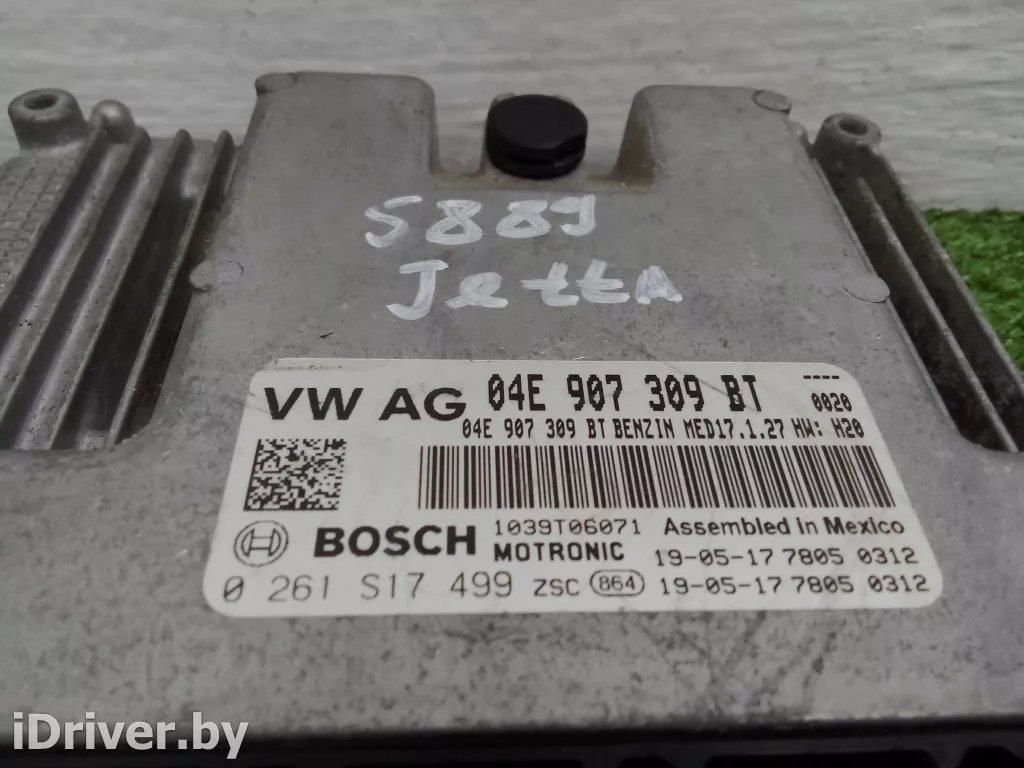 S889
Jetta
VW AG 04E 907 309 BT ---- 0020
04E 907 309 BT BENZIN MED17.1.27 HW: H20
BOSCH 1039T06071 Assembled in Mexico
MOTRONIC 19-05-17 7805 0312
0 261 S17 499 ZSC 864 19-05-17 7805 0312
iDriver.by